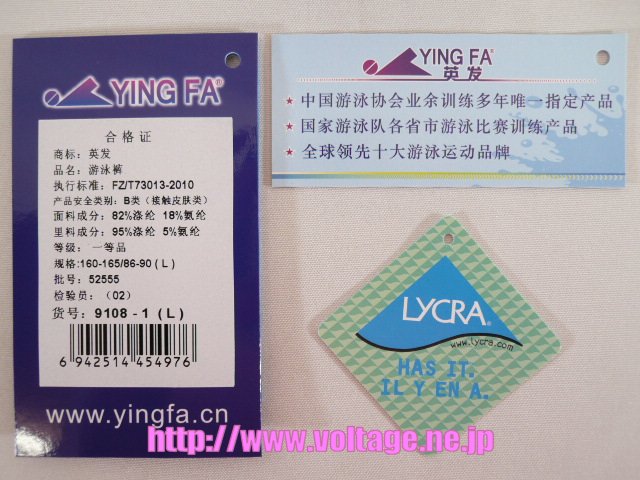 YING FA®
合格证
商标：英发
品名：游泳裤
执行标准：FZ/T73013-2010
产品安全类别：B类（接触皮肤类）
面料成分：82%涤纶 18%氨纶
里料成分：95%涤纶 5%氨纶
等级：一等品
规格:160-165/86-90 ( L )
批号：52555
检验员：（02）
货号：9108 - 1 ( L )
6 942514 454976
www.yingfa.cn
YING FA®
英发
★ 中国游泳协会业余训练多年唯一指定产品
★ 国家游泳队各省市游泳比赛训练产品
★ 全球领先十大游泳运动品牌
LYCRA®
www.lycra.com
HAS IT.
IL Y EN A.
http://www.voltage.ne.jp